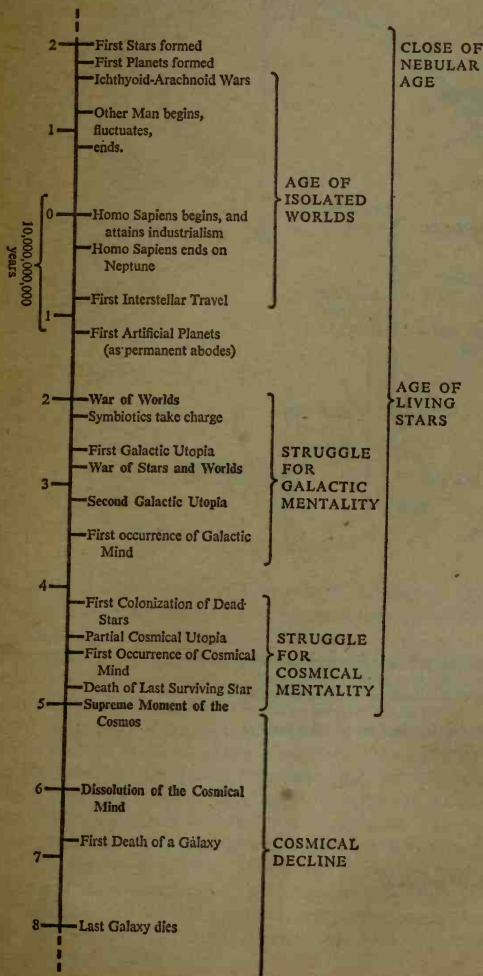 2
First Stars formed
First Planets formed
Ichthyoid-Arachnoid Wars
Other Man begins,
fluctuates,
1
ends.
CLOSE OF
NEBULAR
AGE
AGE OF
ISOLATED
WORLDS
0
Homo Sapiens begins, and
attains industrialism
Homo Sapiens ends on
Neptune
10,000,000,000
years
First Interstellar Travel
1
First Artificial Planets
(as permanent abodes)
2
War of Worlds
Symbiotics take charge
First Galactic Utopia
War of Stars and Worlds
3
Second Galactic Utopia
First occurrence of Galactic
Mind
STRUGGLE
FOR
GALACTIC
MENTALITY
AGE OF
LIVING
STARS
4
First Colonization of Dead
Stars
Partial Cosmical Utopia
First Occurrence of Cosmical
Mind
Death of Last Surviving Star
5
Supreme Moment of the
Cosmos
STRUGGLE
FOR
COSMICAL
MENTALITY
6
Dissolution of the Cosmical
Mind
First Death of a Galaxy
7
COSMICAL
DECLINE
8
Last Galaxy dies